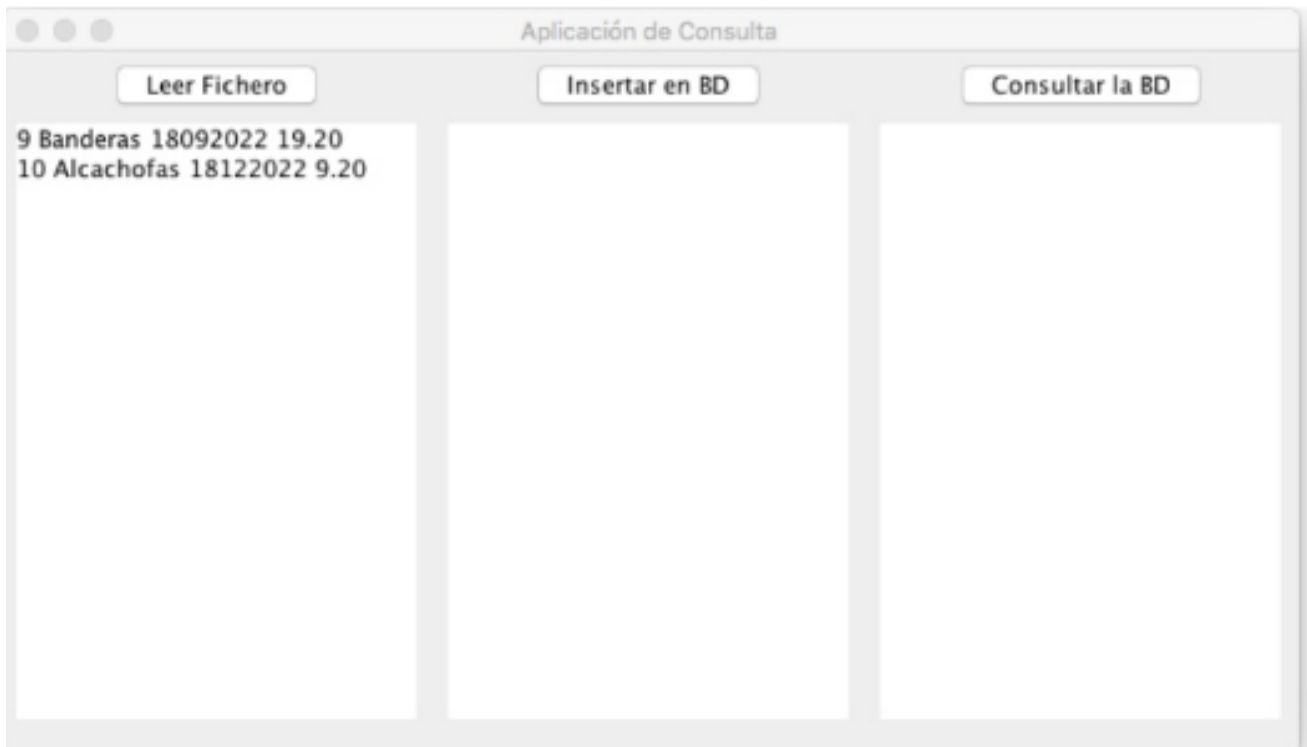 Aplicación de Consulta
Leer Fichero
Insertar en BD
Consultar la BD
9 Banderas 18092022 19.20
10 Alcachofas 18122022 9.20